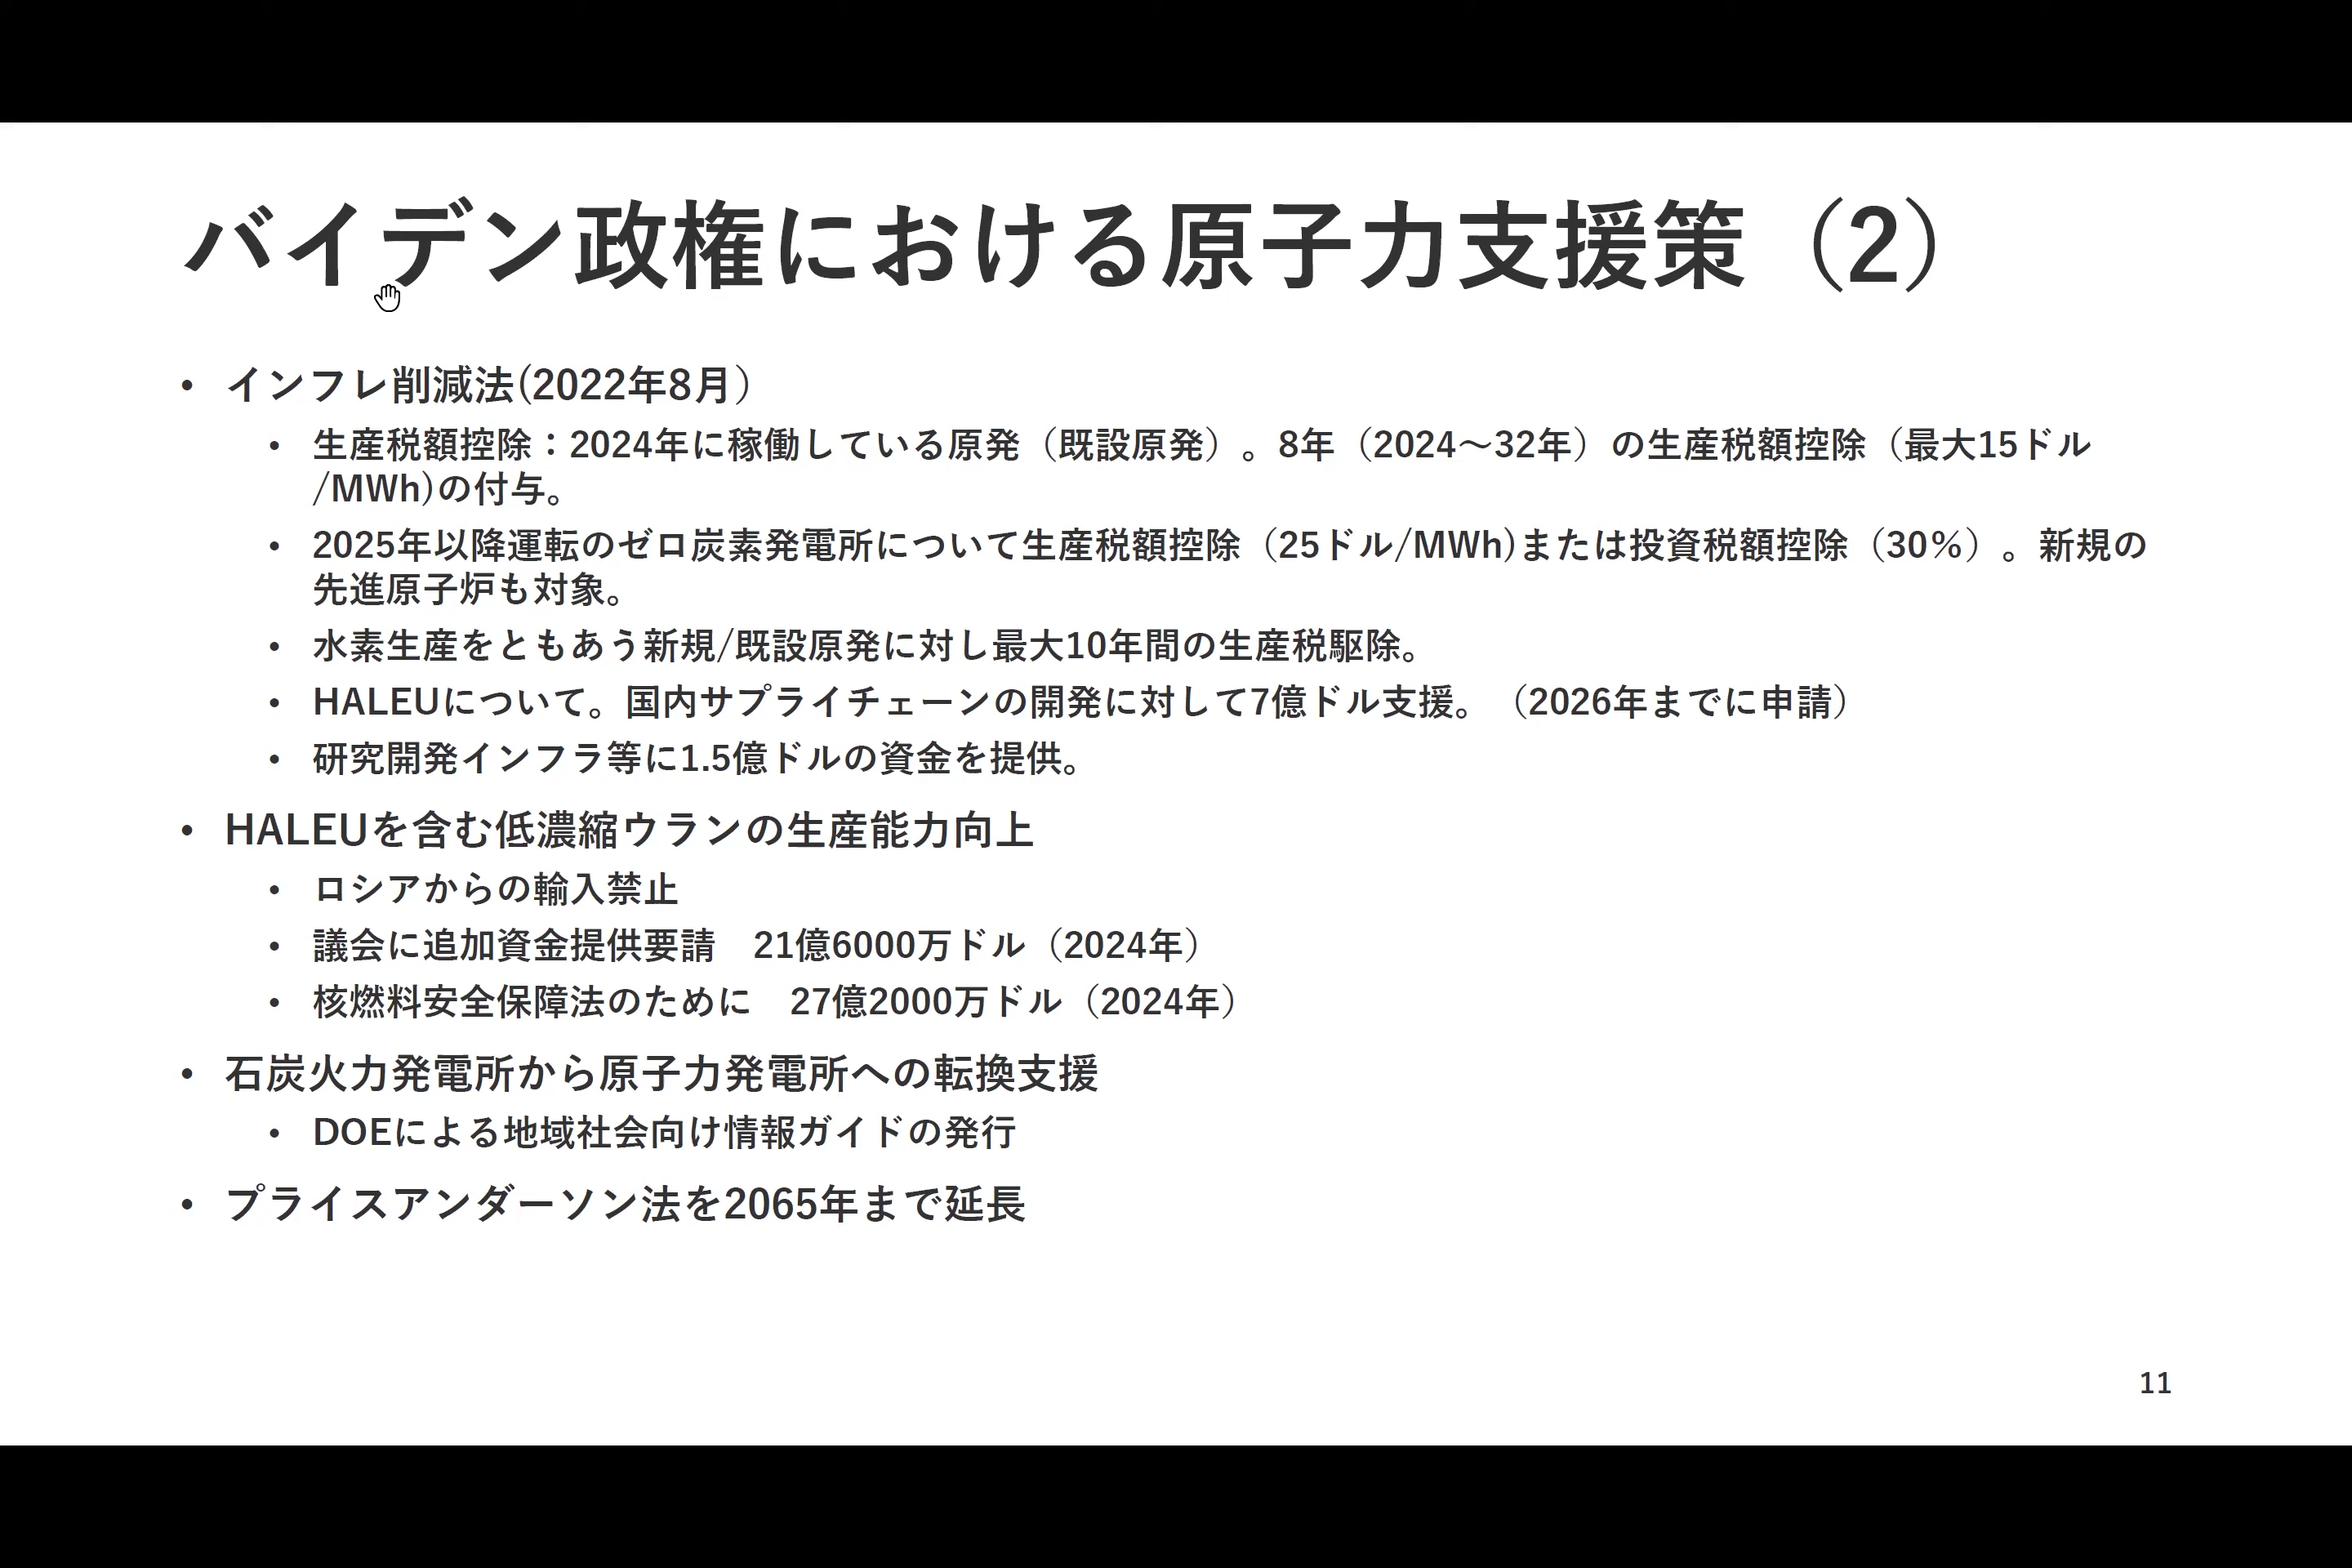 バイデン政権における原子力支援策（2）
• インフレ削減法(2022年8月）
• 生産税額控除：2024年に稼働している原発（既設原発）。8年（2024～32年）の生産税額控除（最大15ドル
/MWh)の付与。
• 2025年以降運転のゼロ炭素発電所について生産税額控除（25ドル/MWh)または投資税額控除（30％）。新規の
先進原子炉も対象。
• 水素生産をともあう新規/既設原発に対し最大10年間の生産税駆除。
• HALEUについて。国内サプライチェーンの開発に対して7億ドル支援。（2026年までに申請）
• 研究開発インフラ等に1.5億ドルの資金を提供。
• HALEUを含む低濃縮ウランの生産能力向上
• ロシアからの輸入禁止
• 議会に追加資金提供要請　21億6000万ドル（2024年）
• 核燃料安全保障法のために　27億2000万ドル（2024年）
• 石炭火力発電所から原子力発電所への転換支援
• DOEによる地域社会向け情報ガイドの発行
• プライスアンダーソン法を2065年まで延長
11